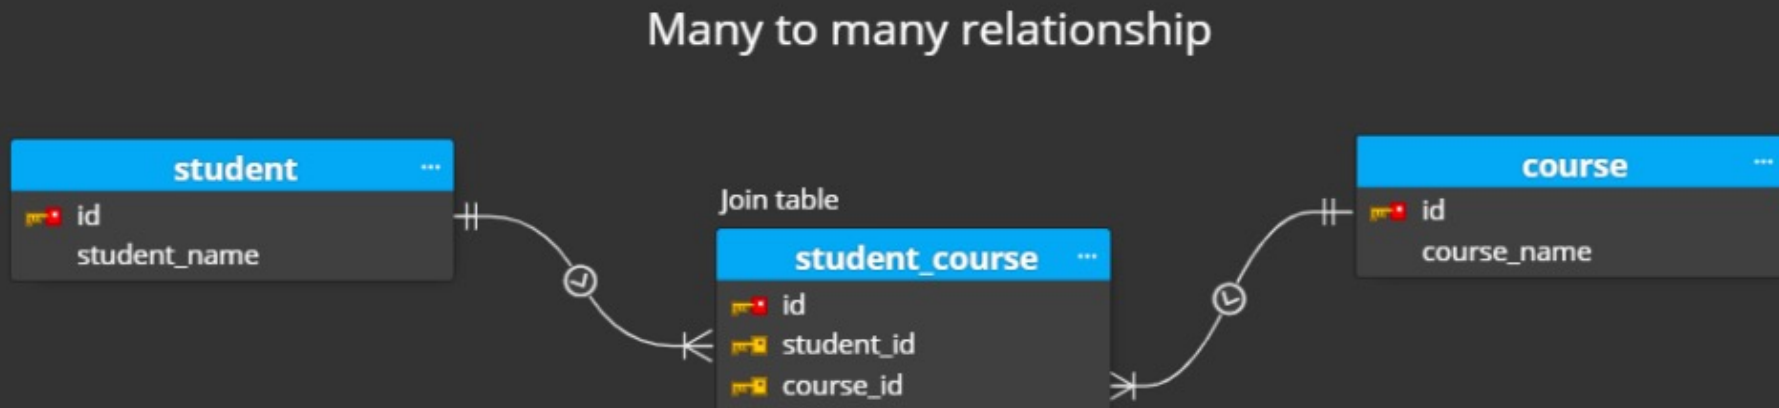 Many to many relationship
student
id
student_name
Join table
student_course
id
student_id
course_id
course
id
course_name